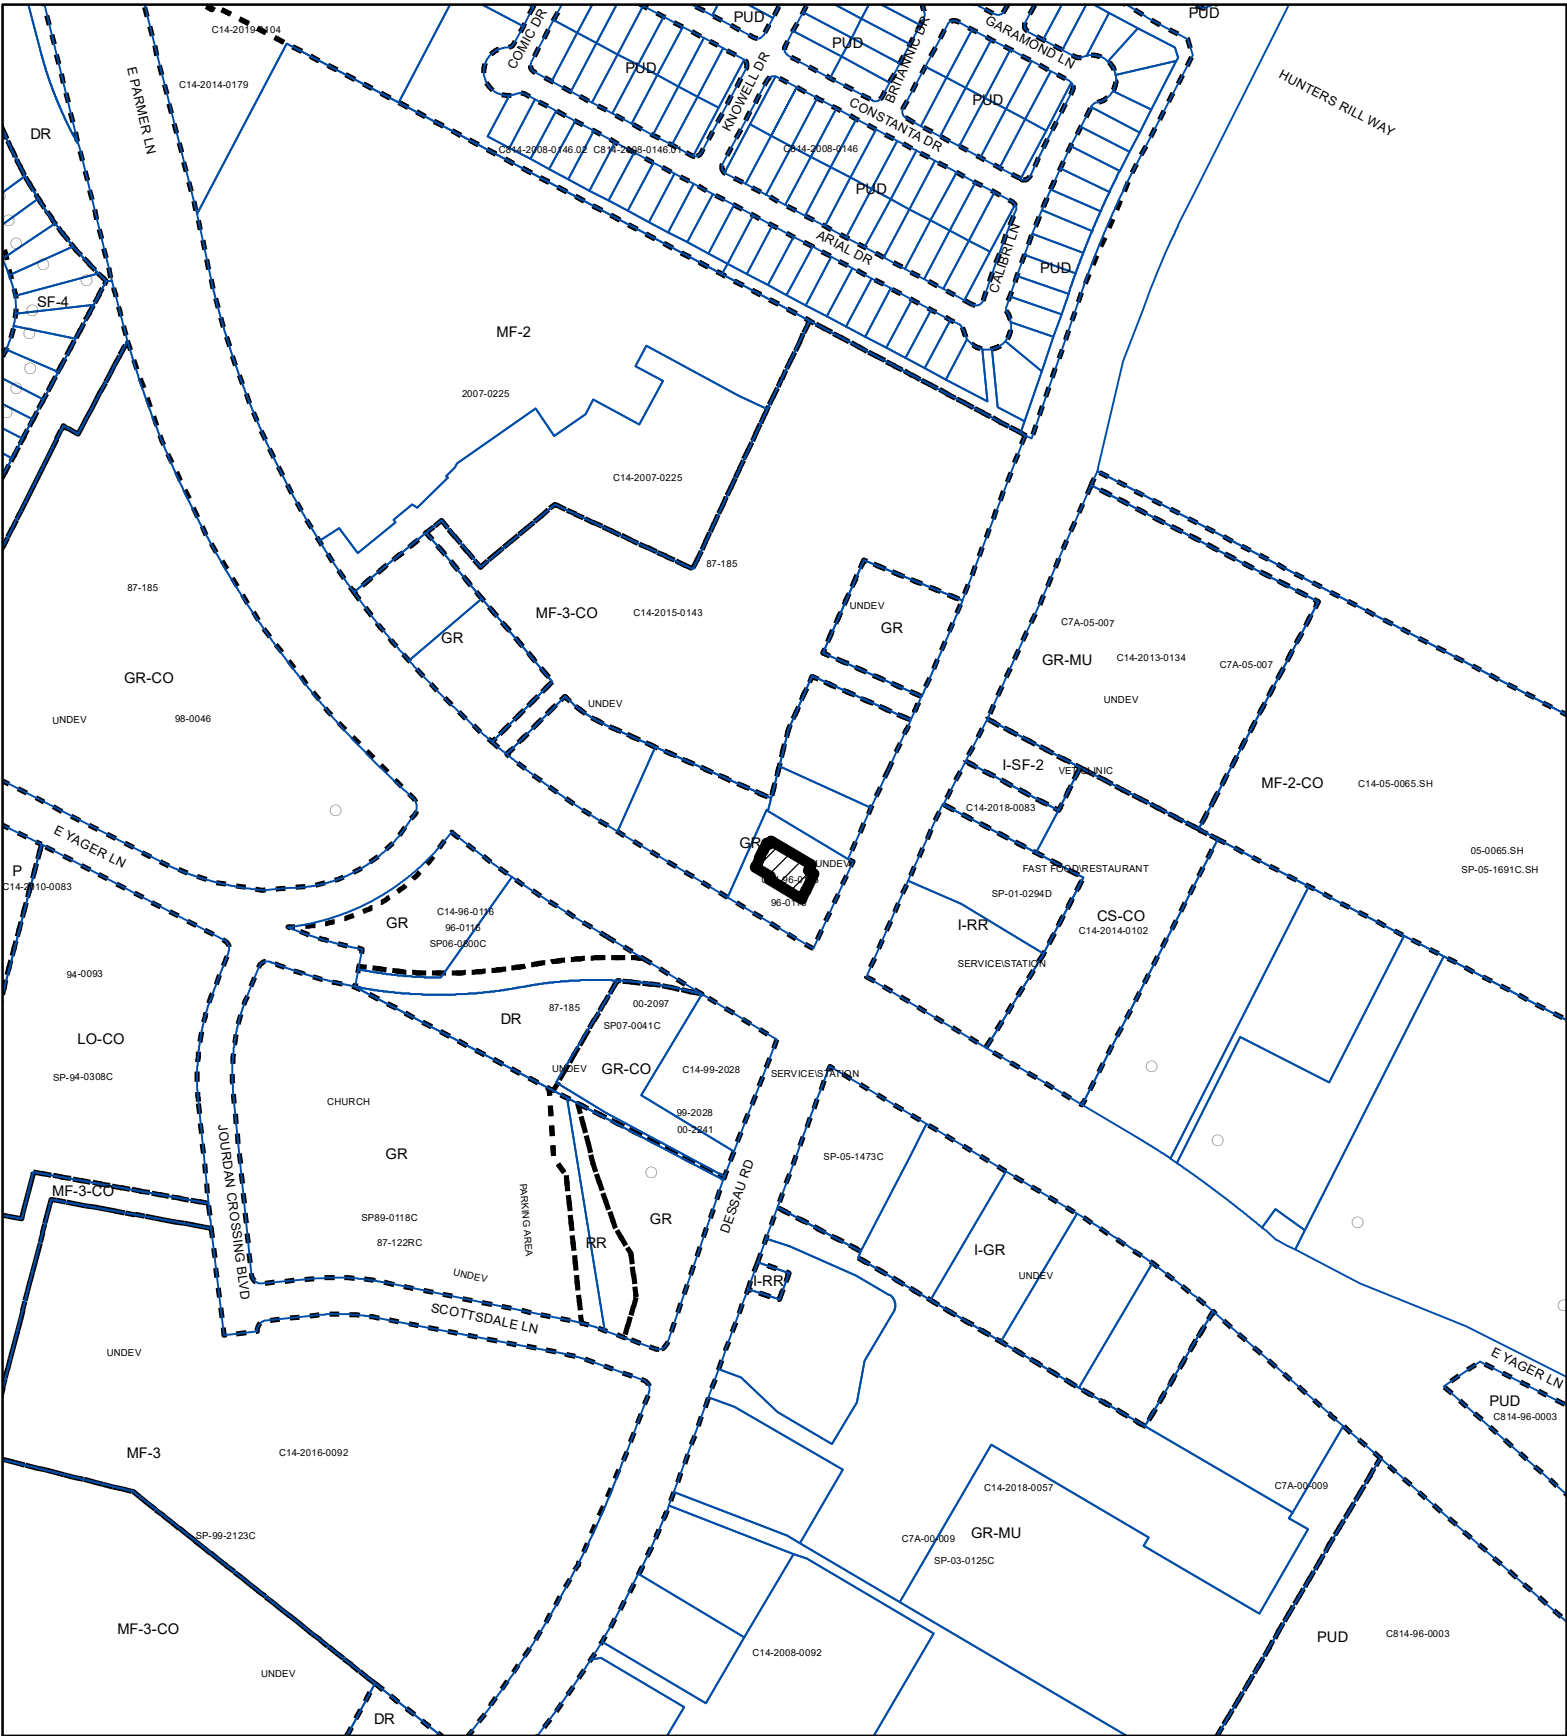 C14-2019-0104
C14-2014-0179
E PARMER LN
DR
SF-4
COMIC DR
PUD
PUD
PUD
KNOWELL DR
BRITANNIC DR
GARAMOND LN
PUD
PUD
HUNTERS RILL WAY
CONSTANTA DR
C814-2008-0146.02
C814-2008-0146.01
C814-2008-0146
PUD
ARIAL DR
CALIBRI LN
PUD
MF-2
2007-0225
C14-2007-0225
87-185
87-185
MF-3-CO
C14-2015-0143
GR
UNDEV
GR
UNDEV
C7A-05-007
GR-MU
C14-2013-0134
C7A-05-007
UNDEV
GR-CO
UNDEV
98-0046
I-SF-2
VET CLINIC
C14-2018-0083
MF-2-CO
C14-05-0065.SH
05-0065.SH
SP-05-1691C.SH
E YAGER LN
P
C14-2010-0083
UNDEV
FAST FOOD\RESTAURANT
SP-01-0294D
I-RR
CS-CO
C14-2014-0102
SERVICE\STATION
GR
C14-96-0116
96-0116
SP06-0800C
94-0093
LO-CO
SP-94-0308C
DR
87-185
00-2097
SP07-0041C
UNDEV
GR-CO
C14-99-2028
99-2028
00-2241
SERVICE\STATION
CHURCH
GR
JOURDAN CROSSING BLVD
MF-3-CO
SP89-0118C
87-122RC
PARKING AREA
RR
GR
DESSAU RD
SP-05-1473C
I-GR
UNDEV
I-RR
UNDEV
SCOTTSDALE LN
UNDEV
MF-3
C14-2016-0092
SP-99-2123C
MF-3-CO
UNDEV
DR
E YAGER LN
PUD
C814-96-0003
C14-2018-0057
C7A-00-009
C7A-00-009
GR-MU
SP-03-0125C
C14-2008-0092
PUD
C814-96-0003